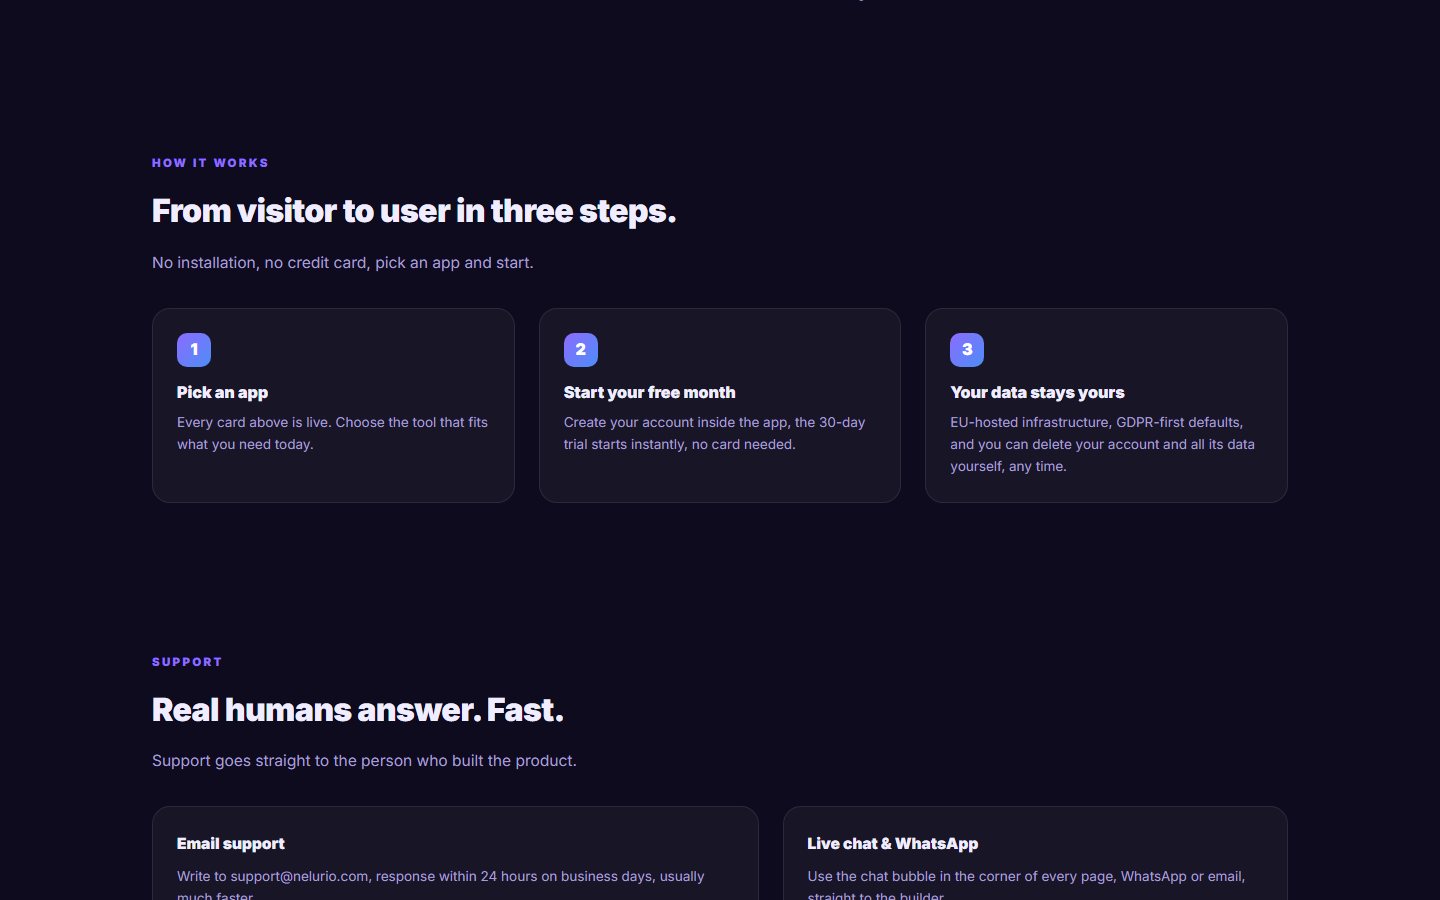 HOW IT WORKS
From visitor to user in three steps.
No installation, no credit card, pick an app and start.
1
Pick an app
Every card above is live. Choose the tool that fits
what you need today.
2
Start your free month
Create your account inside the app, the 30-day
trial starts instantly, no card needed.
3
Your data stays yours
EU-hosted infrastructure, GDPR-first defaults,
and you can delete your account and all its data
yourself, any time.
SUPPORT
Real humans answer. Fast.
Support goes straight to the person who built the product.
Email support
Write to support@nelurio.com, response within 24 hours on business days, usually
much faster.
Live chat & WhatsApp
Use the chat bubble in the corner of every page, WhatsApp or email,
straight to the builder.